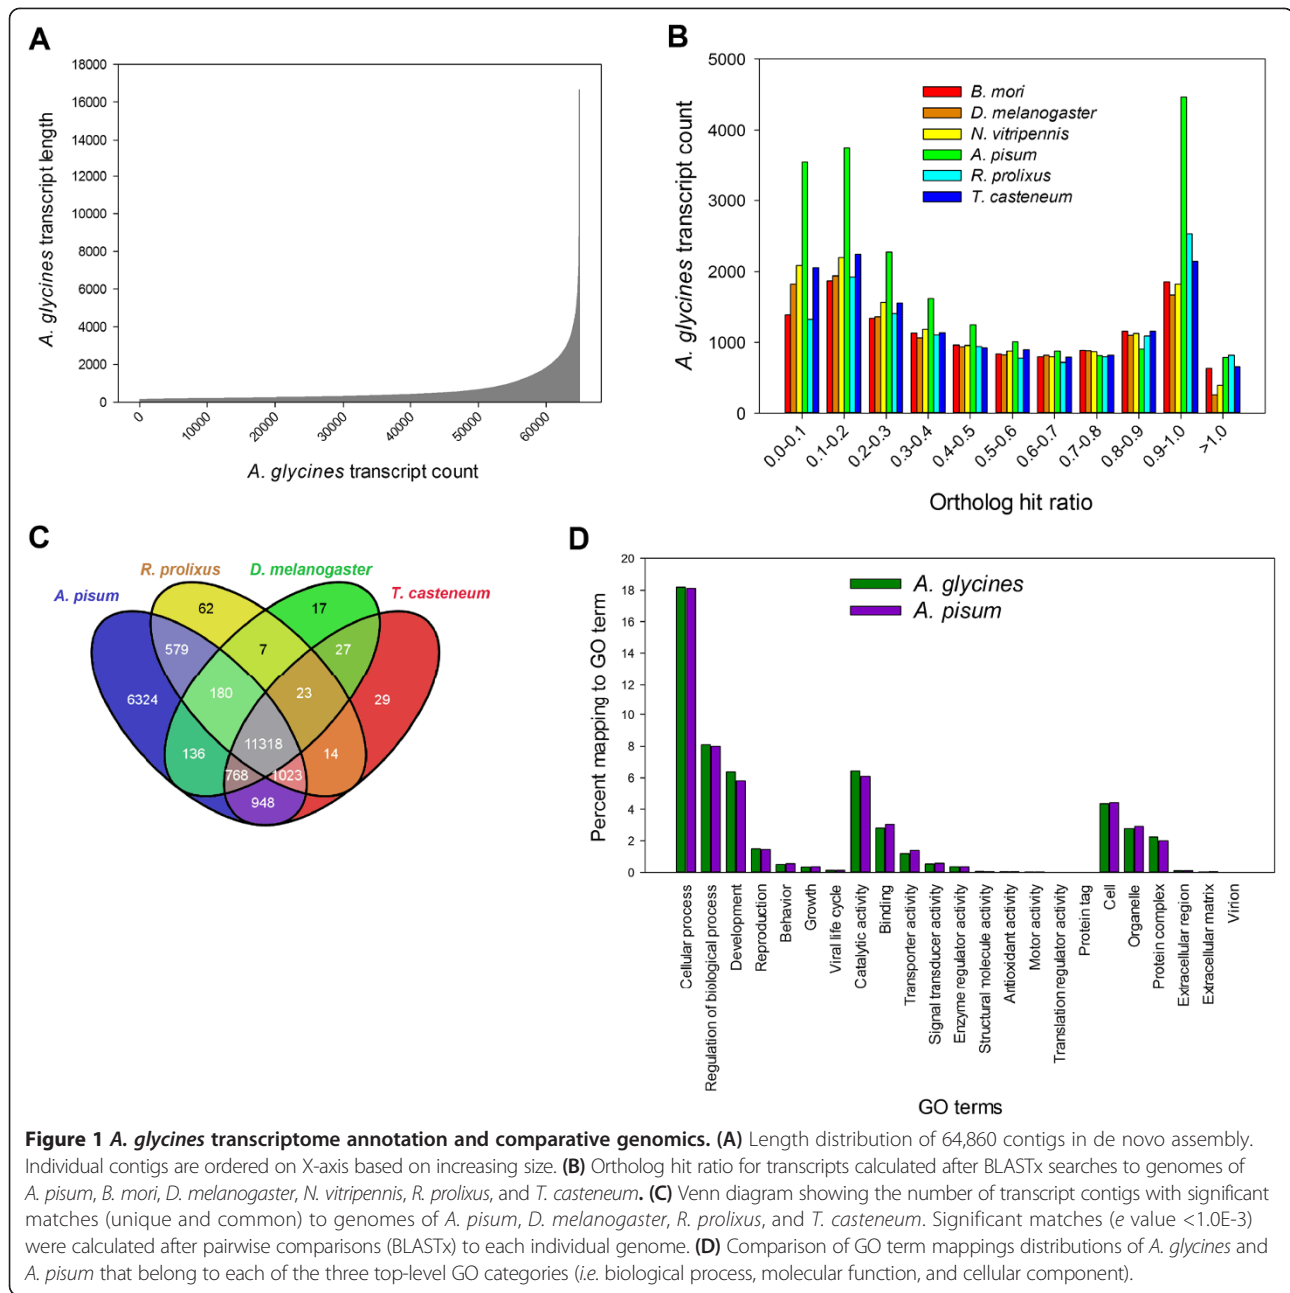 A
18000
16000
14000
12000
10000
8000
6000
4000
2000
0
A. glycines transcript length
0
10000
20000
30000
40000
50000
60000
A. glycines transcript count
B
5000
4000
3000
2000
1000
0
A. glycines transcript count
B. mori
D. melanogaster
N. vitripennis
A. pisum
R. prolixus
T. casteneum
0.0-0.1
0.1-0.2
0.2-0.3
0.3-0.4
0.4-0.5
0.5-0.6
0.6-0.7
0.7-0.8
0.8-0.9
0.9-1.0
>1.0
Ortholog hit ratio
C
R. prolixus
D. melanogaster
A. pisum
T. casteneum
62
17
579
7
27
6324
180
23
29
136
11318
14
768
1023
948
D
20
18
16
14
12
10
8
6
4
2
0
Percent mapping to GO term
A. glycines
A. pisum
Cellular process
Regulation of biological process
Development
Reproduction
Behavior
Growth
Viral life cycle
Catalytic activity
Binding
Transporter activity
Signal transducer activity
Enzyme regulator activity
Structural molecule activity
Antioxidant activity
Motor activity
Translation regulator activity
Protein tag
Cell
Organelle
Protein complex
Extracellular region
Extracellular matrix
Virion
GO terms
Figure 1 A. glycines transcriptome annotation and comparative genomics. (A) Length distribution of 64,860 contigs in de novo assembly.
Individual contigs are ordered on X-axis based on increasing size. (B) Ortholog hit ratio for transcripts calculated after BLASTx searches to genomes of
A. pisum, B. mori, D. melanogaster, N. vitripennis, R. prolixus, and T. casteneum. (C) Venn diagram showing the number of transcript contigs with significant
matches (unique and common) to genomes of A. pisum, D. melanogaster, R. prolixus, and T. casteneum. Significant matches (e value <1.0E-3)
were calculated after pairwise comparisons (BLASTx) to each individual genome. (D) Comparison of GO term mappings distributions of A. glycines and
A. pisum that belong to each of the three top-level GO categories (i.e. biological process, molecular function, and cellular component).